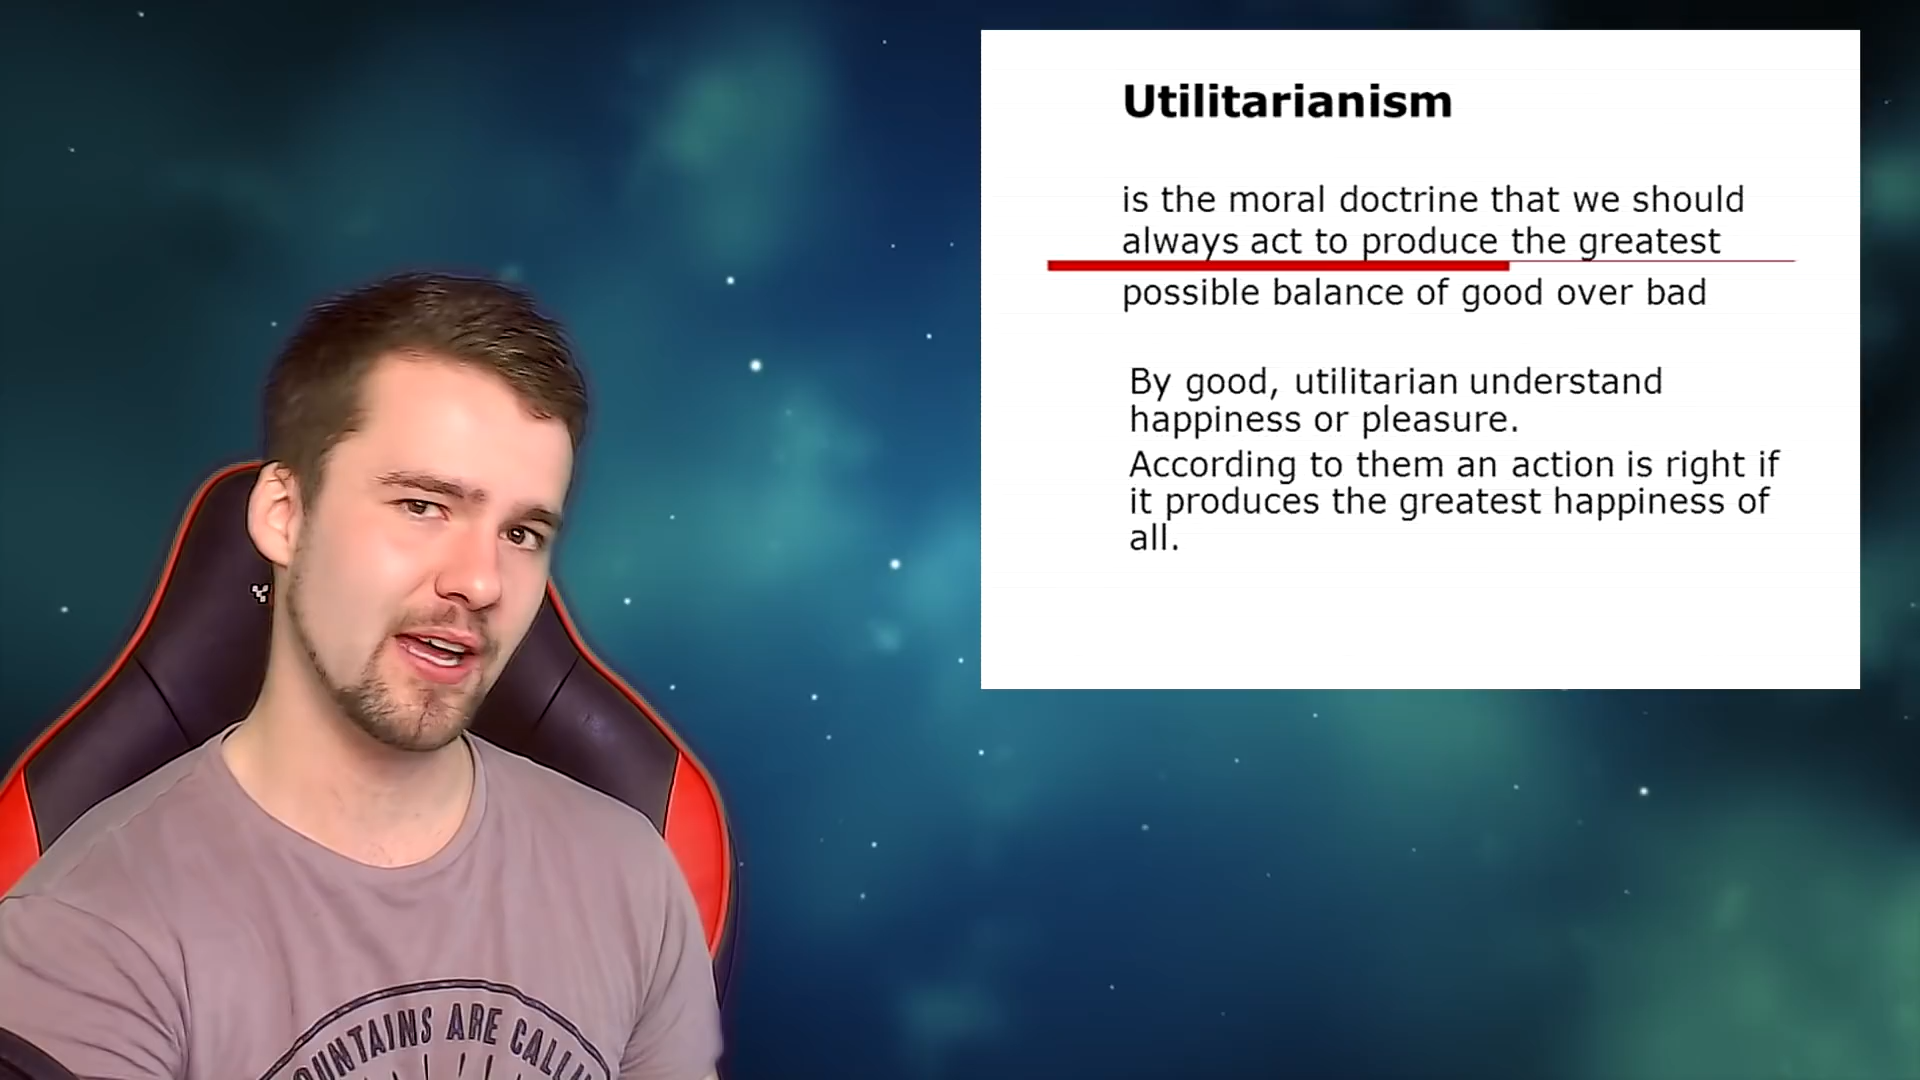 Utilitarianism
is the moral doctrine that we should
always act to produce the greatest
possible balance of good over bad
By good, utilitarian understand
happiness or pleasure.
According to them an action is right if
it produces the greatest happiness of
all.
ARE